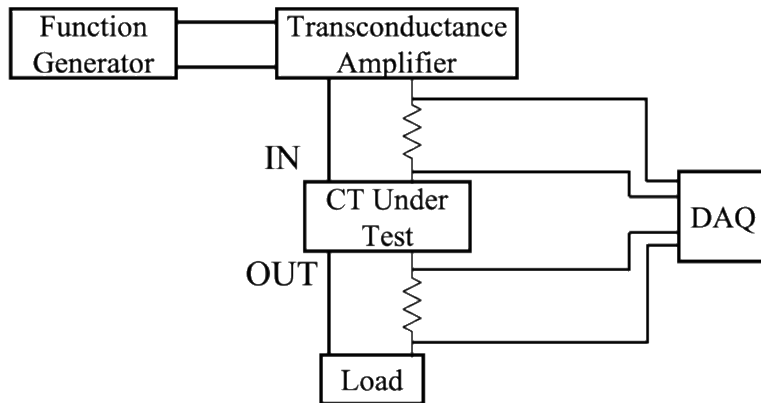 Function
Generator
Transconductance
Amplifier
IN
CT Under
Test
DAQ
OUT
Load